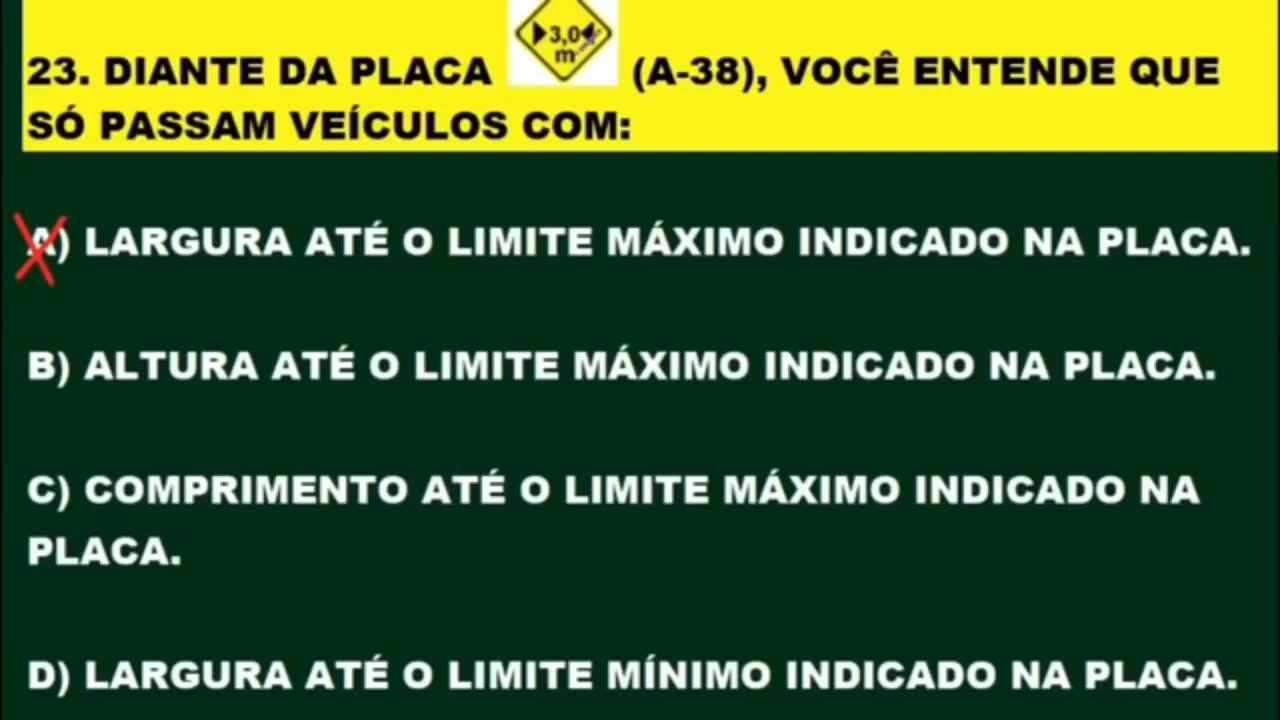 3,0
m
23. DIANTE DA PLACA (A-38), VOCÊ ENTENDE QUE
SÓ PASSAM VEÍCULOS COM:
A) LARGURA ATÉ O LIMITE MÁXIMO INDICADO NA PLACA.
B) ALTURA ATÉ O LIMITE MÁXIMO INDICADO NA PLACA.
C) COMPRIMENTO ATÉ O LIMITE MÁXIMO INDICADO NA
PLACA.
D) LARGURA ATÉ O LIMITE MÍNIMO INDICADO NA PLACA.